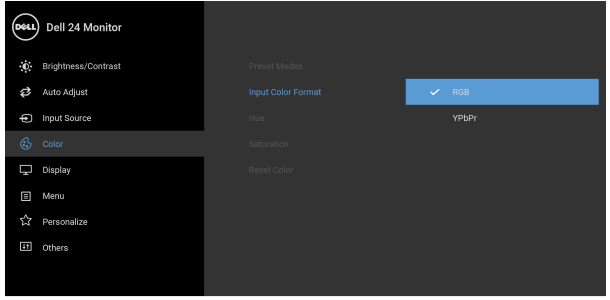 DELL Dell 24 Monitor
Brightness/Contrast
Auto Adjust
Input Source
Color
Display
Menu
Personalize
Others
Preset Modes
Input Color Format
Hue
Saturation
Reset Color
RGB
YPbPr